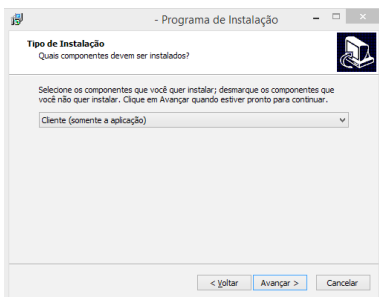 - Programa de Instalação
Tipo de Instalação
Quais componentes devem ser instalados?
Selecione os componentes que você quer instalar; desmarque os componentes que
você não quer instalar. Clique em Avançar quando estiver pronto para continuar.
Cliente (somente a aplicação)
< Voltar Avançar > Cancelar